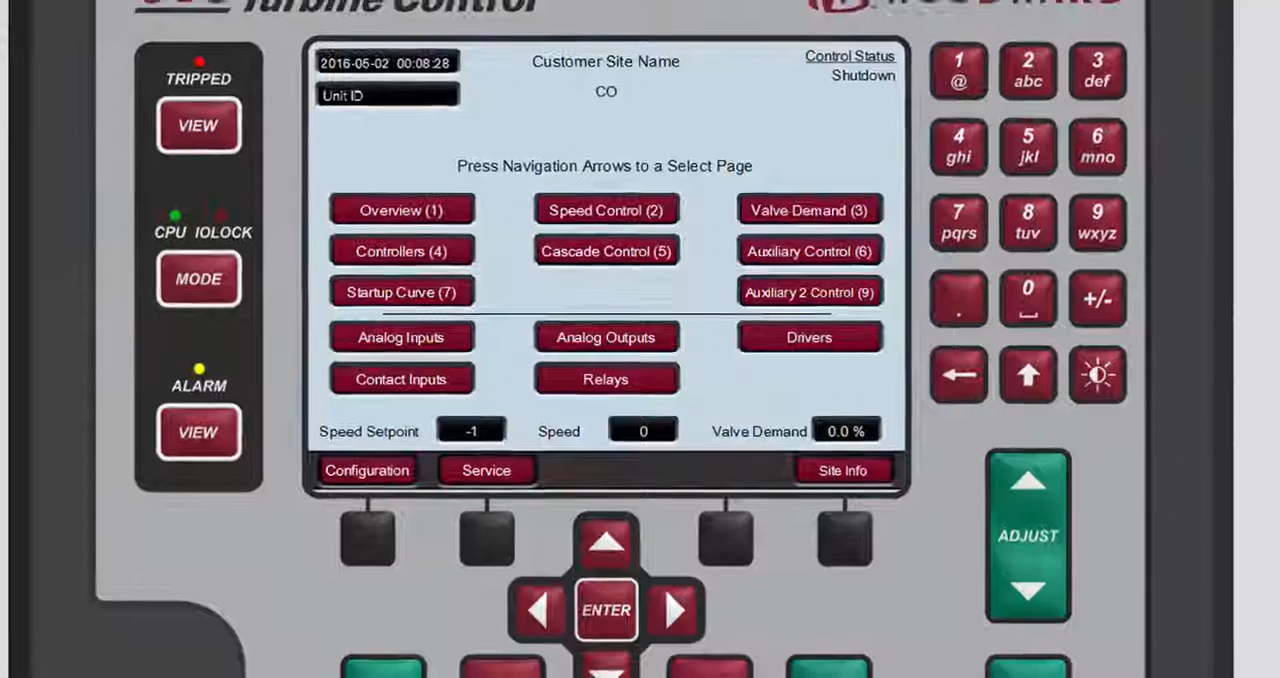 Turbine Control
TRIPPED
VIEW
CPU IOLOCK
MODE
ALARM
VIEW
2016-05-02 00:08:28
Unit ID
Customer Site Name
CO
Control Status
Shutdown
Press Navigation Arrows to a Select Page
Overview (1)
Speed Control (2)
Valve Demand (3)
Controllers (4)
Cascade Control (5)
Auxiliary Control (6)
Startup Curve (7)
Auxiliary 2 Control (9)
Analog Inputs
Analog Outputs
Drivers
Contact Inputs
Relays
Speed Setpoint -1 Speed 0 Valve Demand 0.0 %
Configuration
Service
Site Info
1
@
2
abc
3
def
4
ghi
5
jkl
6
mno
7
pqrs
8
tuv
9
wxyz
.
0
+/-
ADJUST
ENTER